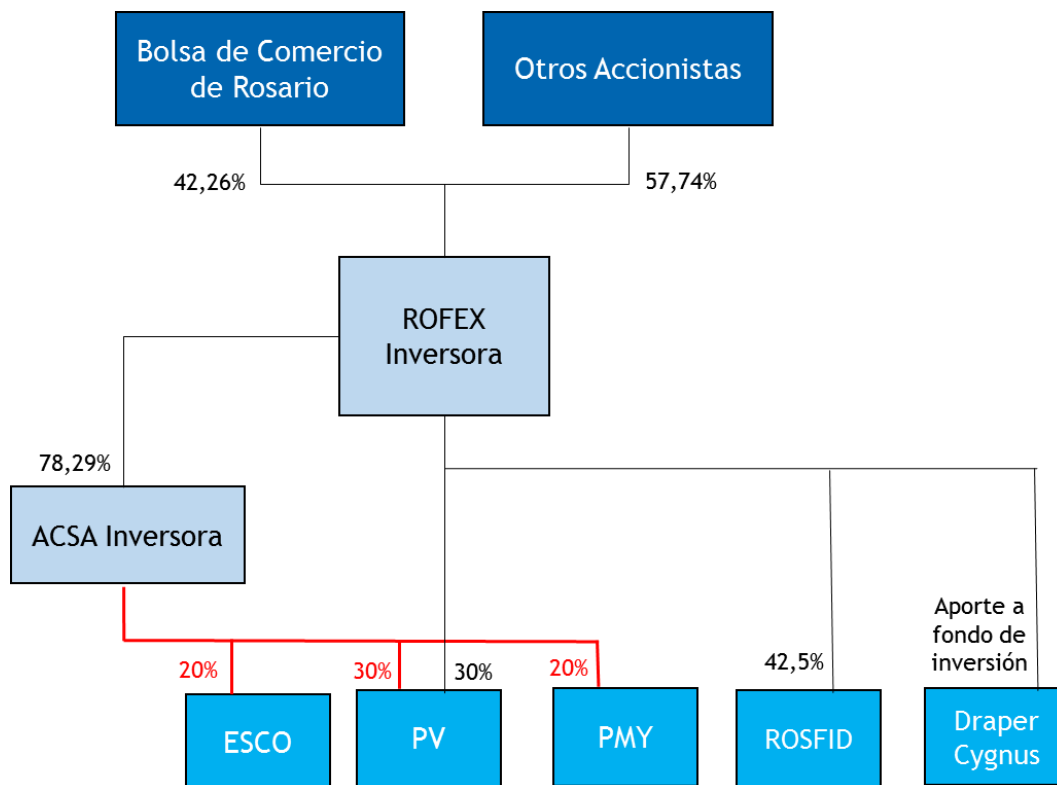 Bolsa de Comercio
de Rosario
Otros Accionistas
42,26%
57,74%
ROFEX
Inversora
78,29%
ACSA Inversora
Aporte a
fondo de
inversión
20%
30%
30%
20%
42,5%
ESCO
PV
PMY
ROSFID
Draper
Cygnus